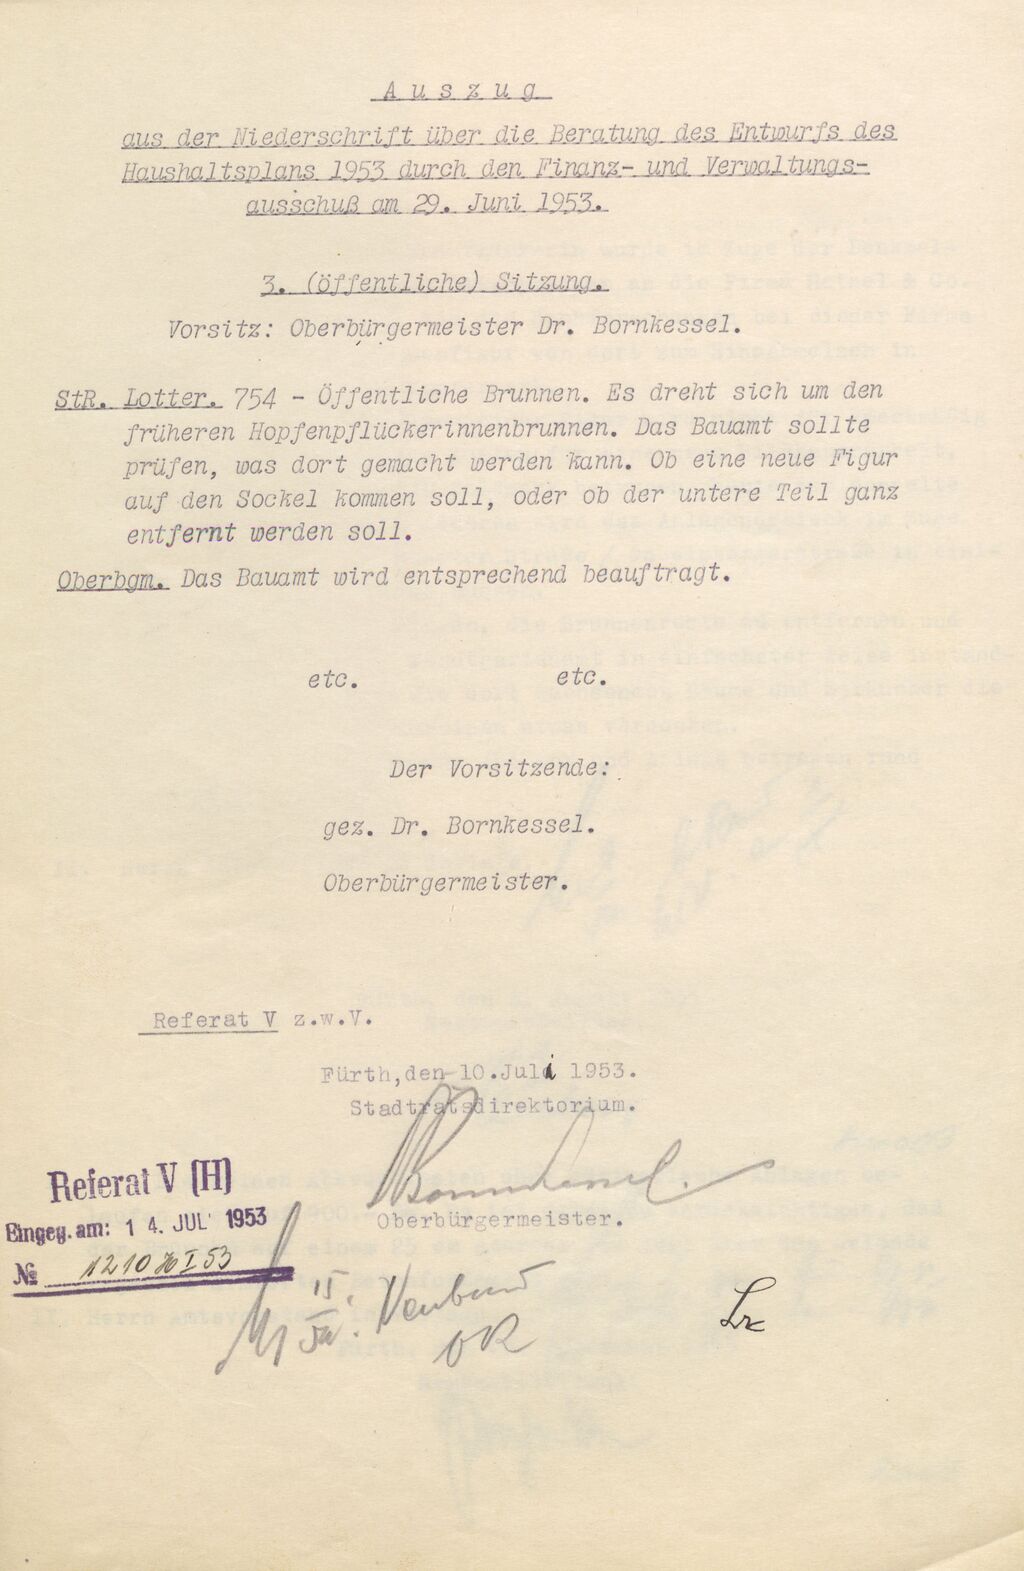 A u s z u g
aus der Niederschrift über die Beratung des Entwurfs des
Haushaltsplans 1953 durch den Finanz- und Verwaltungs-
ausschuß am 29. Juni 1953.
3. (öffentliche) Sitzung.
Vorsitz: Oberbürgermeister Dr. Bornkessel.
StR. Lotter. 754 - Öffentliche Brunnen. Es dreht sich um den
früheren Hopfenpflückerinnenbrunnen. Das Bauamt sollte
prüfen, was dort gemacht werden kann. Ob eine neue Figur
auf den Sockel kommen soll, oder ob der untere Teil ganz
entfernt werden soll.
Oberbgm. Das Bauamt wird entsprechend beauftragt.
etc. etc.
Der Vorsitzende:
gez. Dr. Bornkessel.
Oberbürgermeister.
Referat V z.w.V.
Fürth, den 10. Juli 1953.
Stadtratsdirektorium.
Bornkessel.
Oberbürgermeister.
Referat V (H)
Eingeg. am: 14. JUL 1953
№ 1210 H I 53